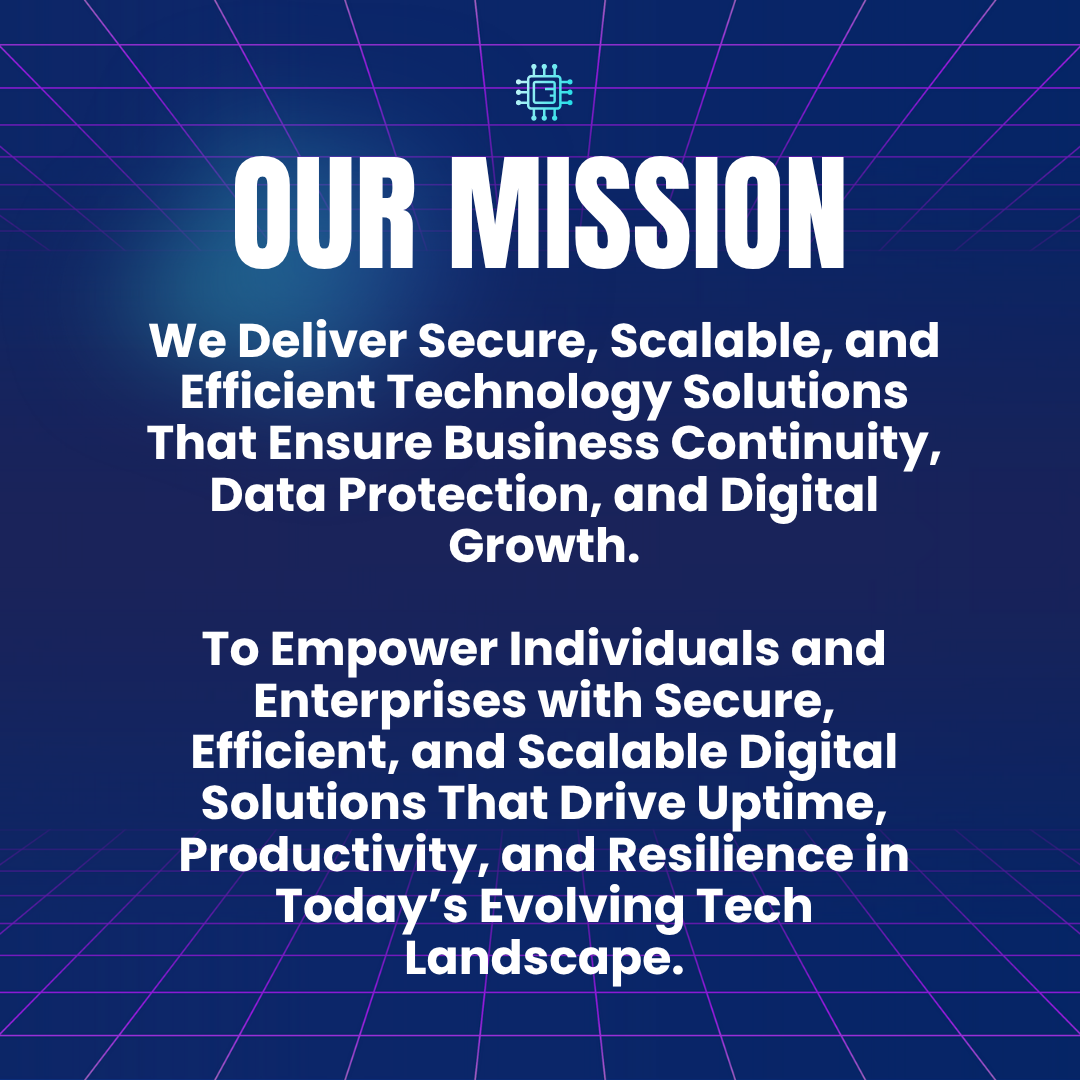 OUR MISSION
We Deliver Secure, Scalable, and
Efficient Technology Solutions
That Ensure Business Continuity,
Data Protection, and Digital
Growth.
To Empower Individuals and
Enterprises with Secure,
Efficient, and Scalable Digital
Solutions That Drive Uptime,
Productivity, and Resilience in
Today’s Evolving Tech
Landscape.